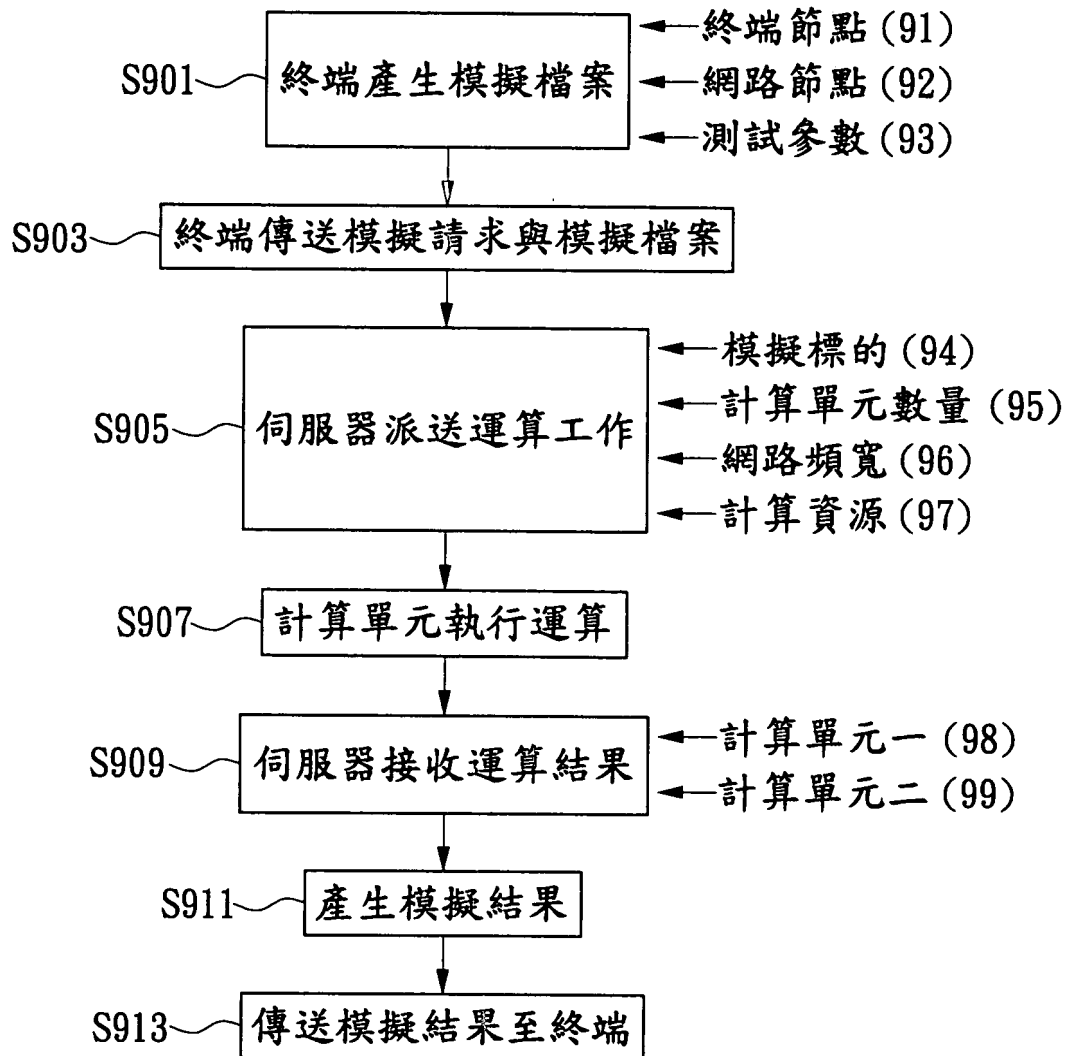 終端節點(91)
S901
終端產生模擬檔案
網路節點(92)
測試參數(93)
S903
終端傳送模擬請求與模擬檔案
模擬標的(94)
計算單元數量(95)
S905
伺服器派送運算工作
網路頻寬(96)
計算資源(97)
S907
計算單元執行運算
計算單元一(98)
S909
伺服器接收運算結果
計算單元二(99)
S911
產生模擬結果
S913
傳送模擬結果至終端